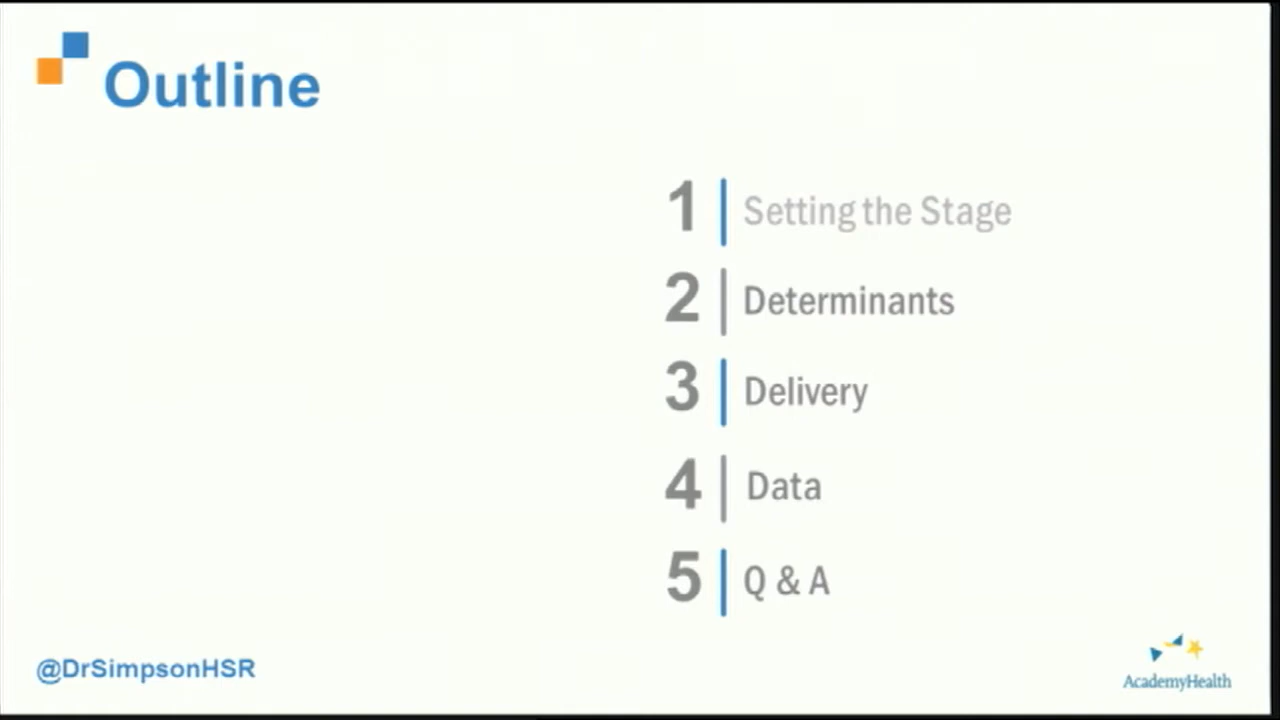 Outline
1 Setting the Stage
2 Determinants
3 Delivery
4 Data
5 Q & A
@DrSimpsonHSR
AcademyHealth